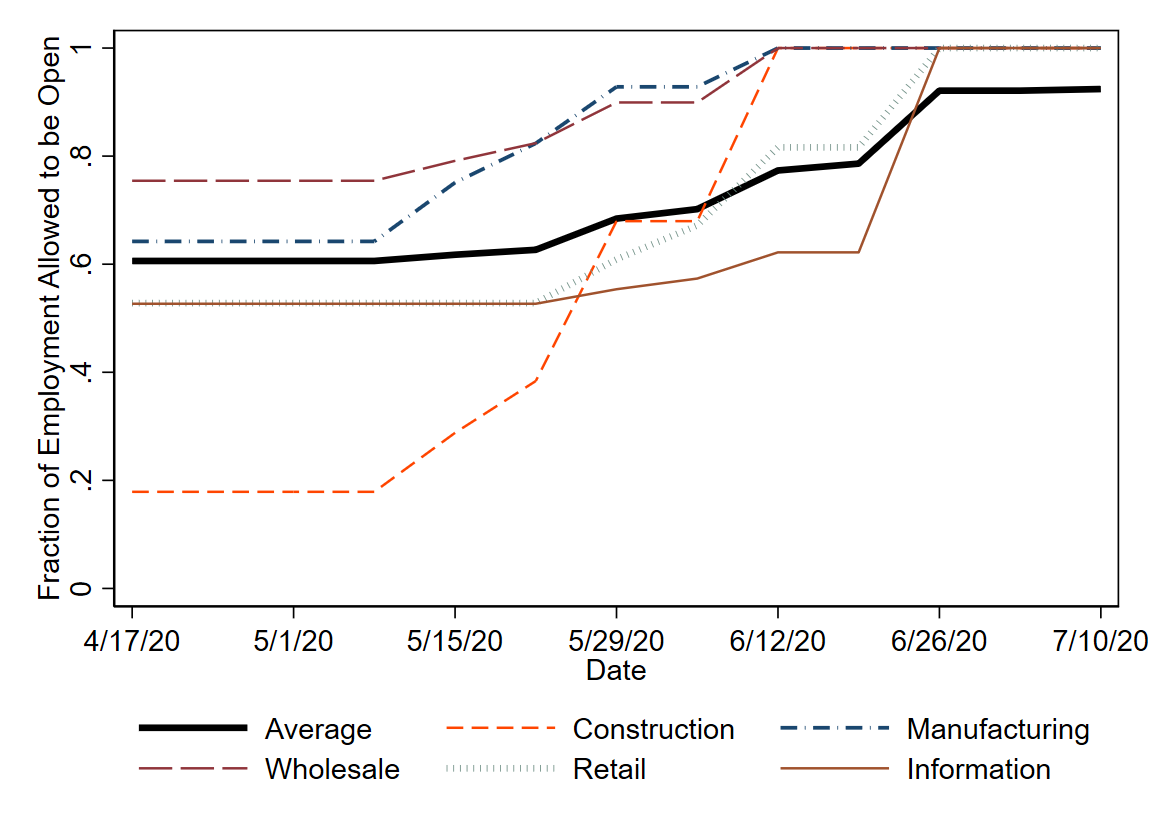 Fraction of Employment Allowed to be Open
1
.8
.6
.4
.2
0
4/17/20 5/1/20 5/15/20 5/29/20 6/12/20 6/26/20 7/10/20
Date
Average Construction Manufacturing
Wholesale Retail Information